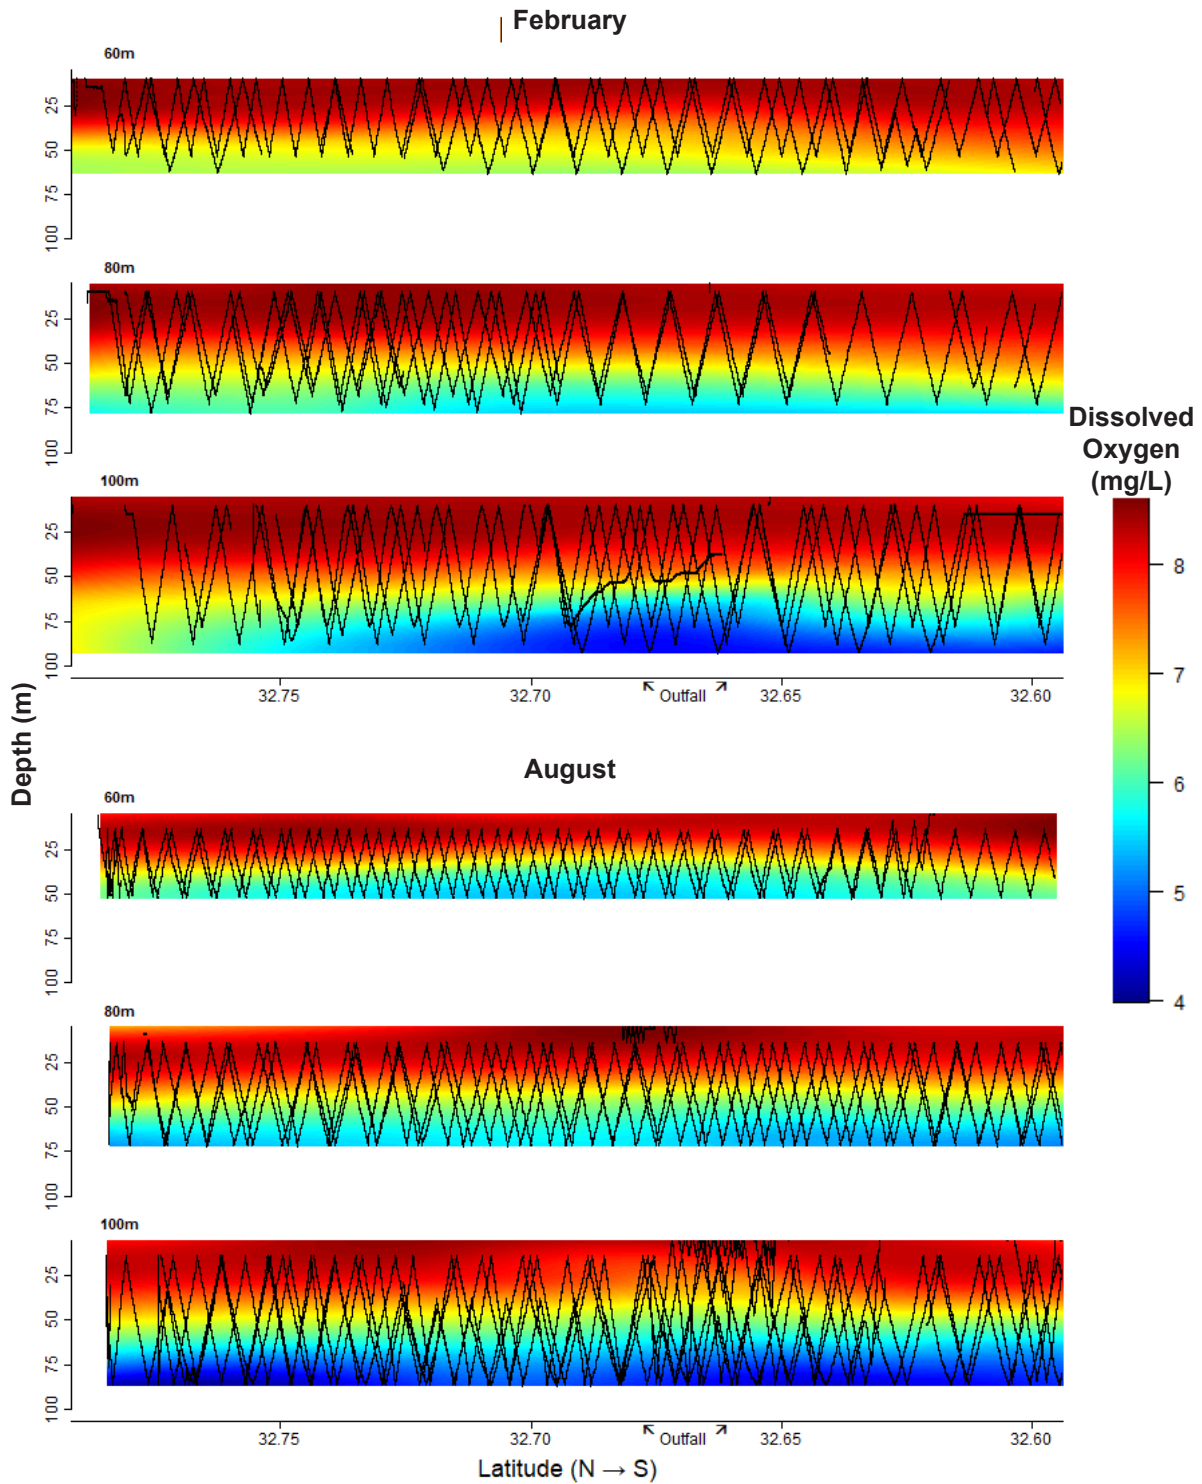 February
60m
25
50
75
100
80m
25
50
75
100
100m
25
50
75
100
32.75
32.70
Outfall
32.65
32.60
Dissolved
Oxygen
(mg/L)
8
7
6
5
4
Depth (m)
August
60m
25
50
75
100
80m
25
50
75
100
100m
25
50
75
100
32.75
32.70
Outfall
32.65
32.60
Latitude (N → S)